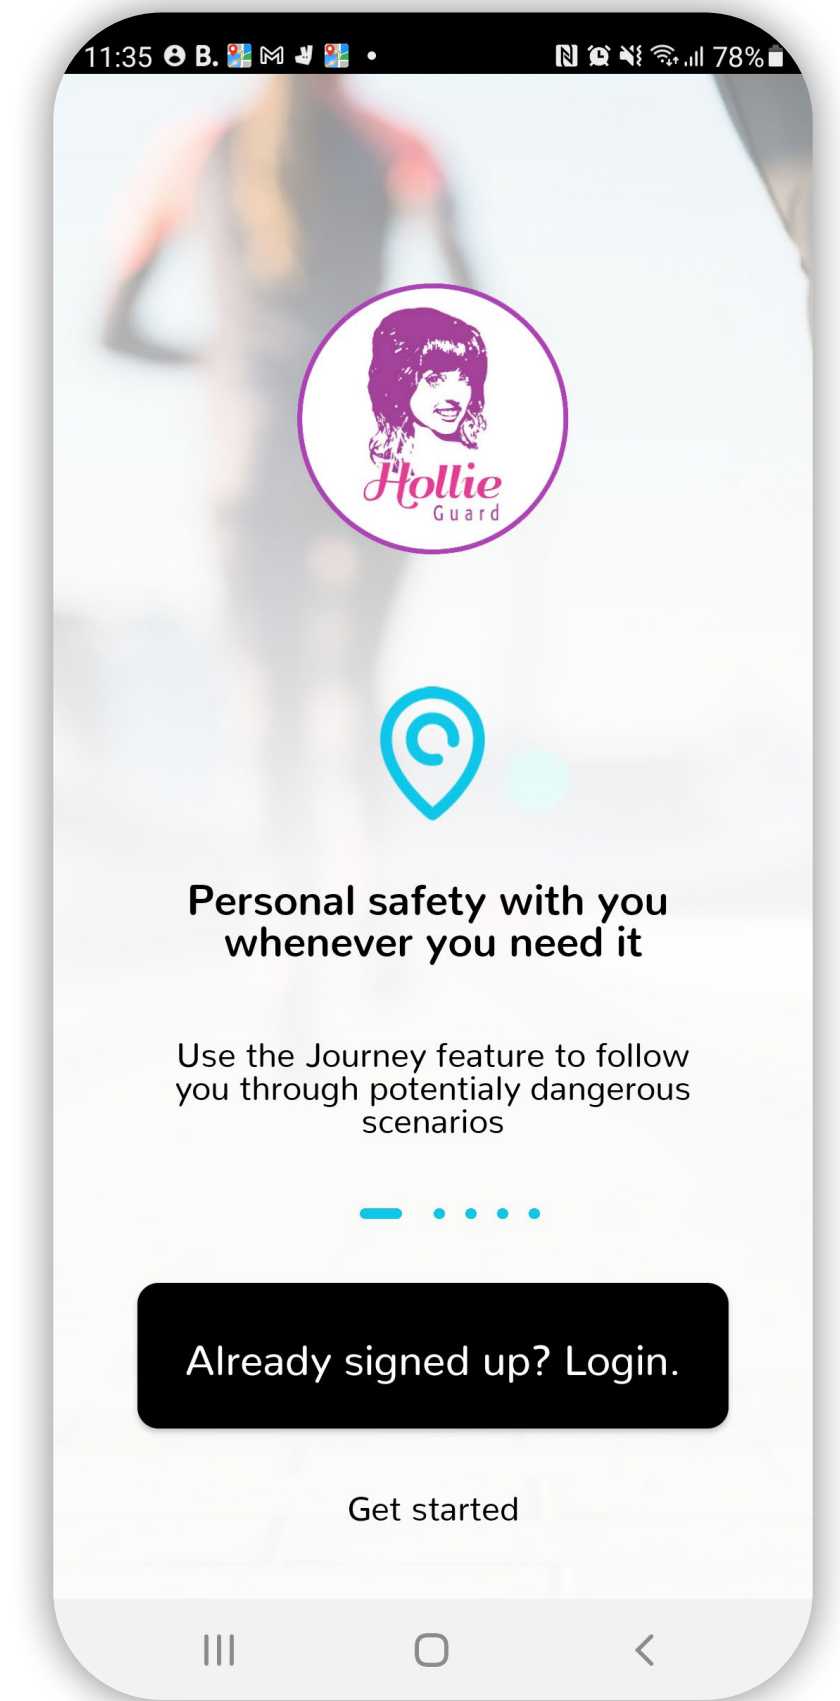 11:35 B. 78%
Hollie
Guard
Personal safety with you
whenever you need it
Use the Journey feature to follow
you through potentialy dangerous
scenarios
Already signed up? Login.
Get started